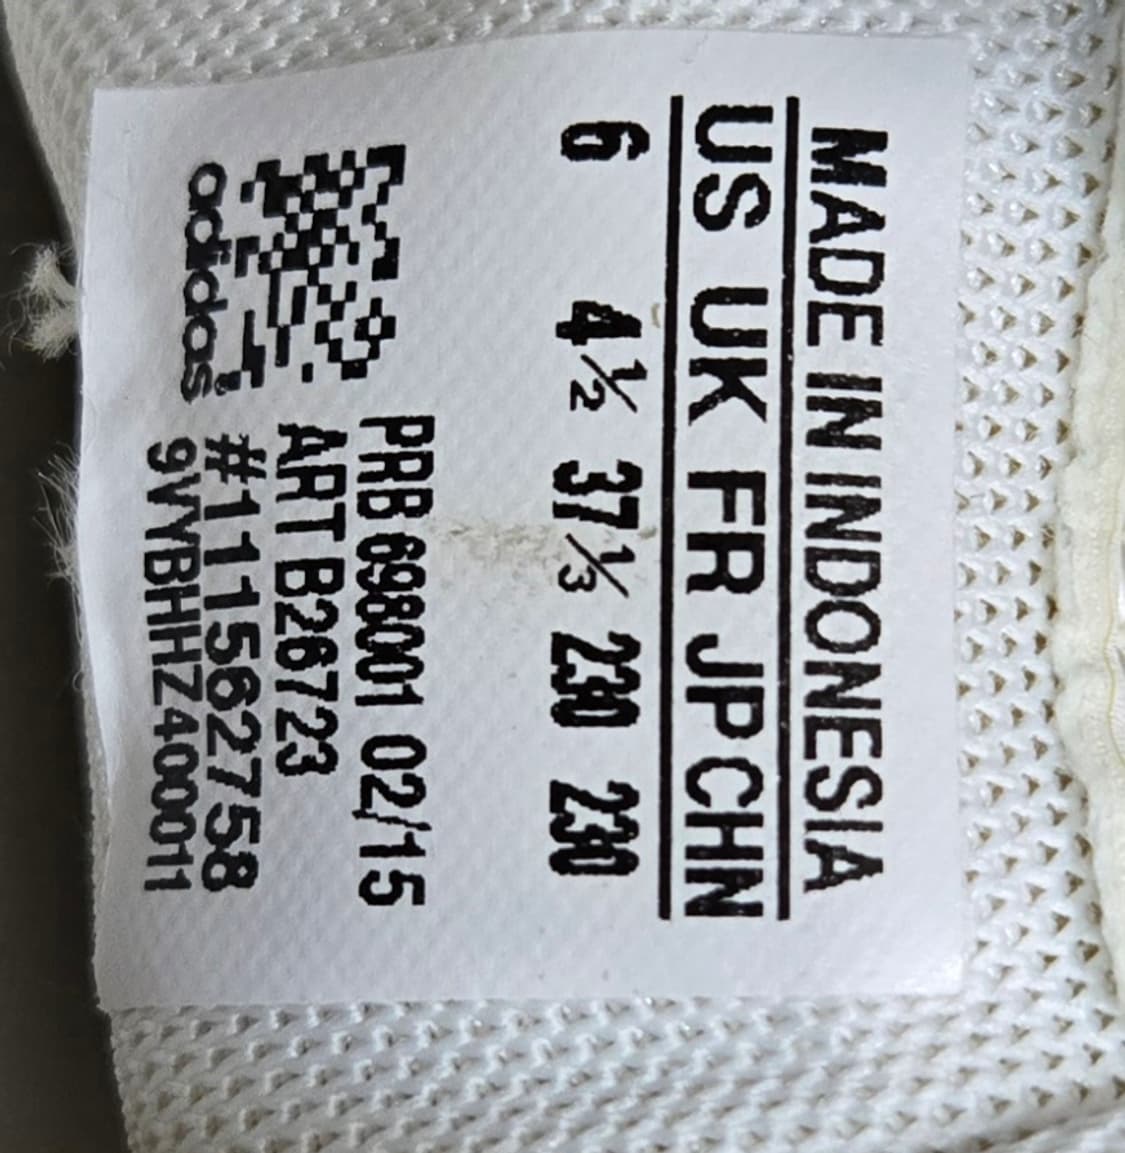 MADE IN INDONESIA
US UK FR JP CHN
6 4½ 37⅓ 230 230
PRB 698001 02/15
ART B26723
#111562758
9VYBHHZ400011
adidas